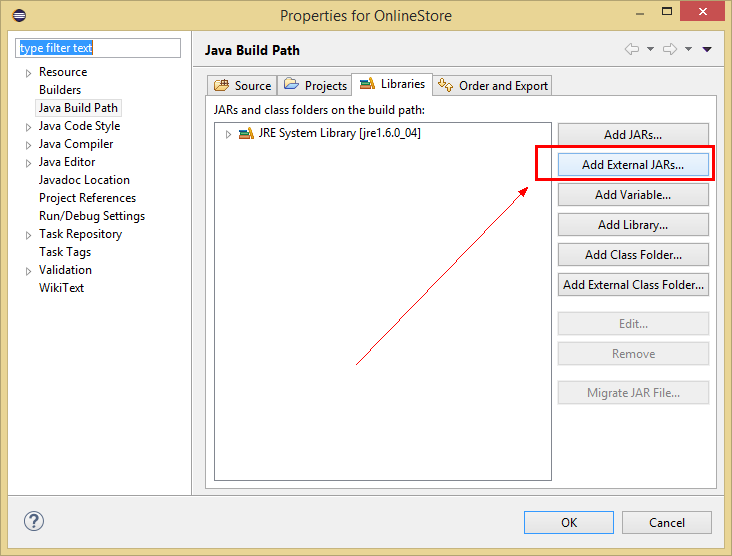 Properties for OnlineStore
type filter text
Resource
Builders
Java Build Path
Java Code Style
Java Compiler
Java Editor
Javadoc Location
Project References
Run/Debug Settings
Task Repository
Task Tags
Validation
WikiText
Java Build Path
Source
Projects
Libraries
Order and Export
JARs and class folders on the build path:
JRE System Library [jre1.6.0_04]
Add JARs...
Add External JARs...
Add Variable...
Add Library...
Add Class Folder...
Add External Class Folder...
Edit...
Remove
Migrate JAR File...
?
OK
Cancel